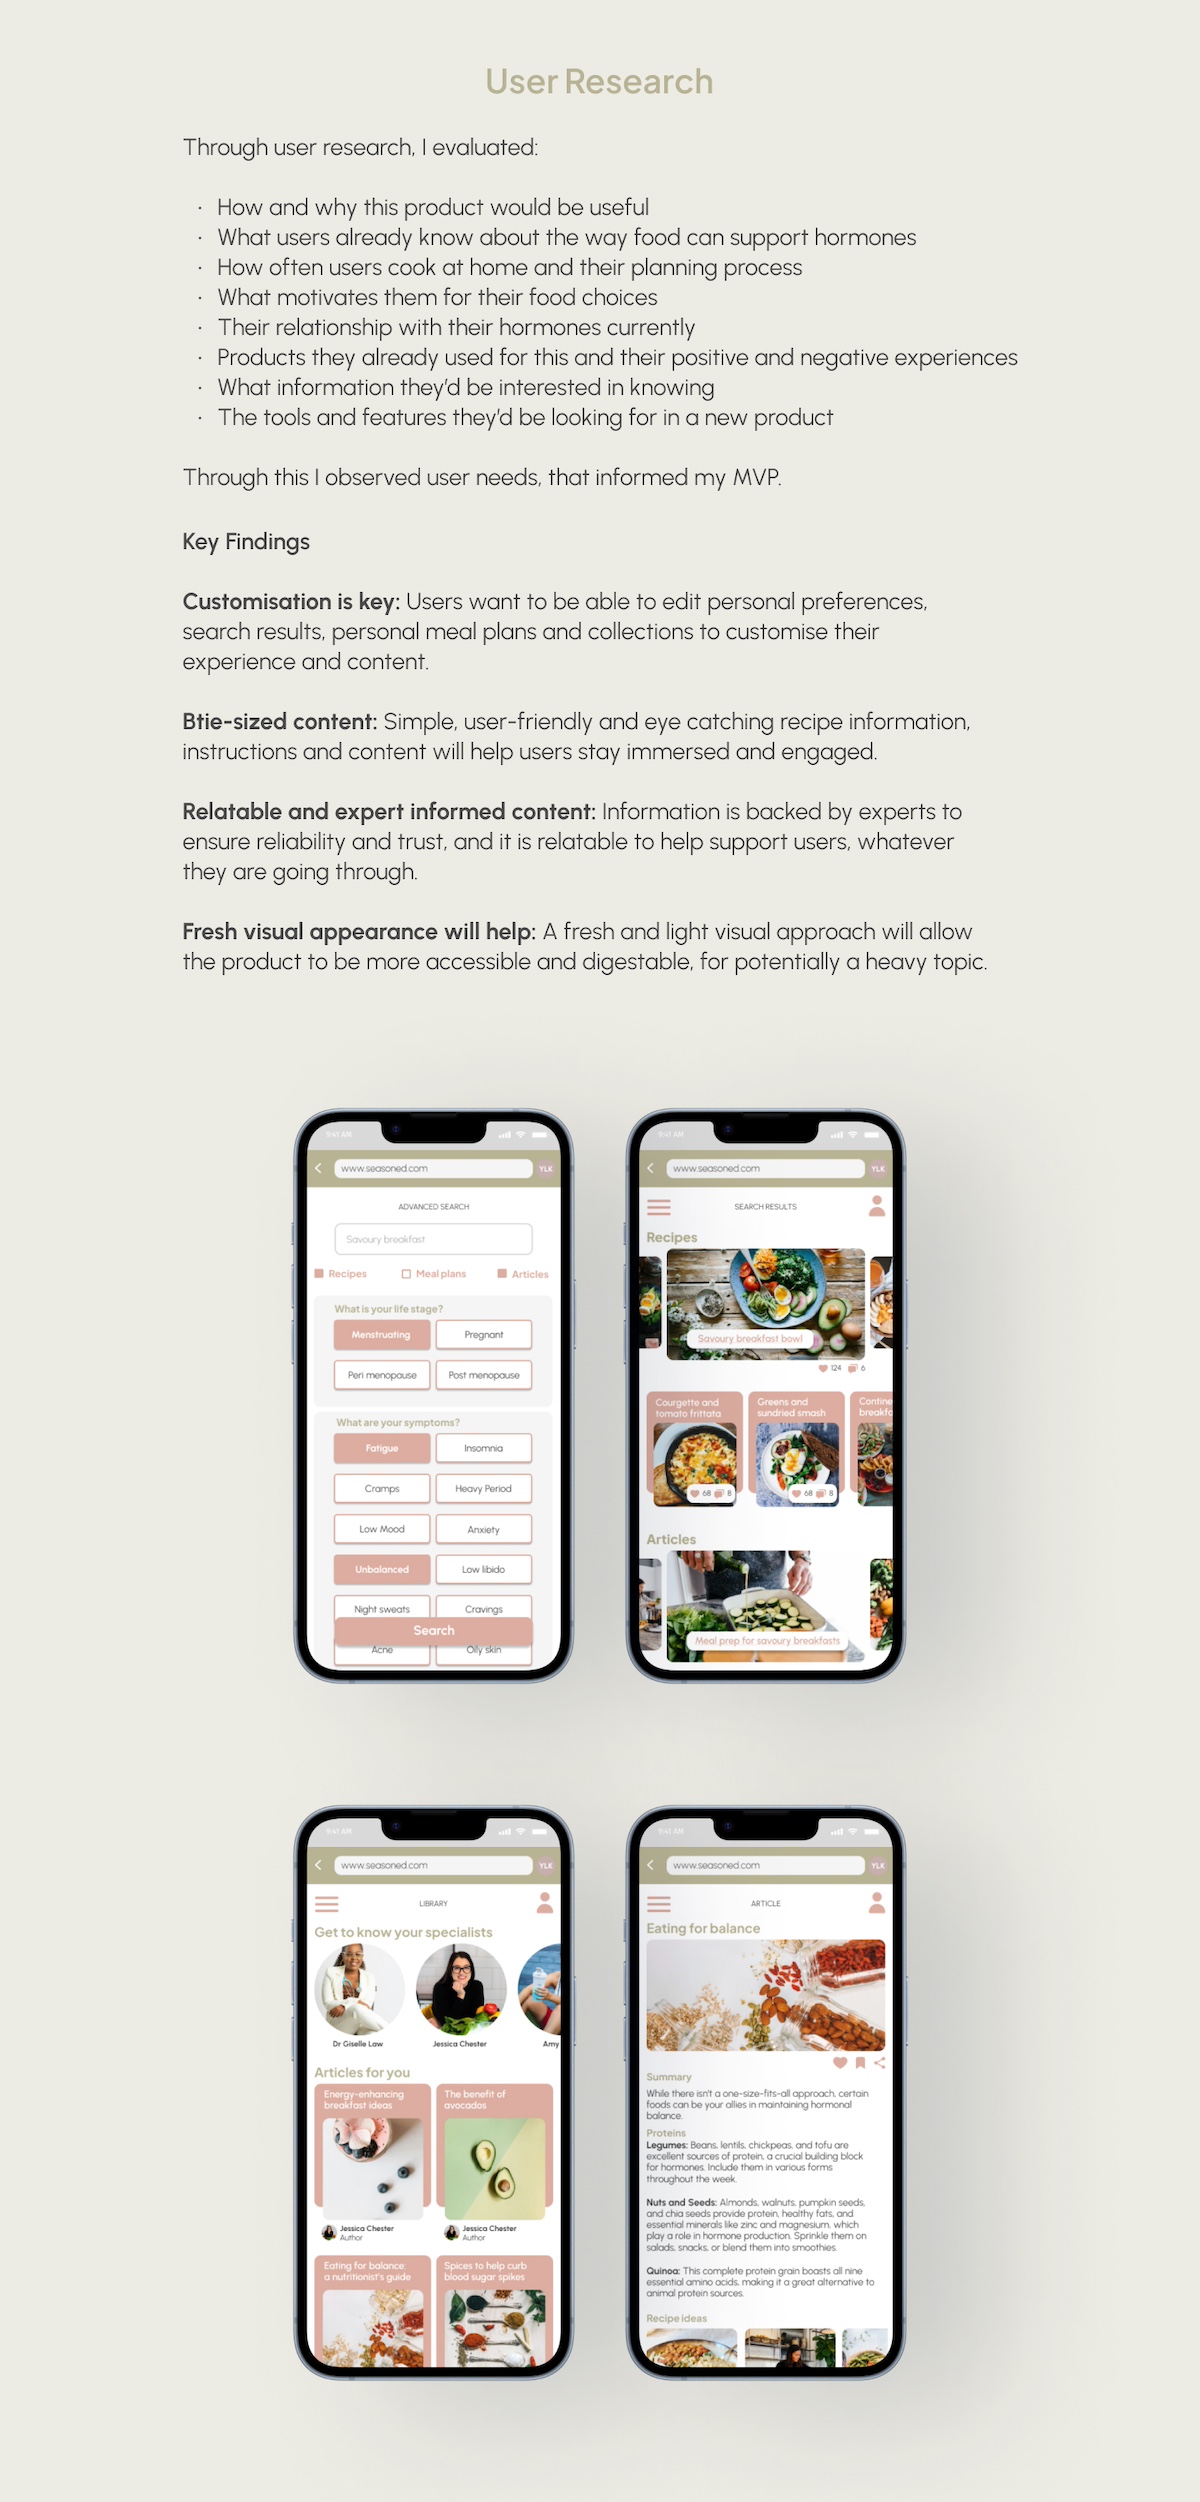 User Research
Through user research, I evaluated:
· How and why this product would be useful
· What users already know about the way food can support hormones
· How often users cook at home and their planning process
· What motivates them for their food choices
· Their relationship with their hormones currently
· Products they already used for this and their positive and negative experiences
· What information they'd be interested in knowing
· The tools and features they'd be looking for in a new product
Through this I observed user needs, that informed my MVP.
Key Findings
Customisation is key: Users want to be able to edit personal preferences,
search results, personal meal plans and collections to customise their
experience and content.
Btie-sized content: Simple, user-friendly and eye catching recipe information,
instructions and content will help users stay immersed and engaged.
Relatable and expert informed content: Information is backed by experts to
ensure reliability and trust, and it is relatable to help support users, whatever
they are going through.
Fresh visual appearance will help: A fresh and light visual approach will allow
the product to be more accessible and digestable, for potentially a heavy topic.
9:41 AM
www.seasoned.com YLK
ADVANCED SEARCH
Savoury breakfast
Recipes Meal plans Articles
What is your life stage?
Menstruating Pregnant
Peri menopause Post menopause
What are your symptoms?
Fatigue Insomnia
Cramps Heavy Period
Low Mood Anxiety
Unbalanced Low libido
Night sweats Cravings
Search
Acne Oily skin
9:41 AM
www.seasoned.com YLK
SEARCH RESULTS
Recipes
Savoury breakfast bowl
124 6
Courgette and Greens and Contine
tomato frittata sundried smash breakfa
68 8 68 8
Articles
Meal prep for savoury breakfasts
9:41 AM
www.seasoned.com YLK
LIBRARY
Get to know your specialists
Dr Giselle Law Jessica Chester Amy
Articles for you
Energy-enhancing The benefit of
breakfast ideas avocados
Jessica Chester Jessica Chester
Author Author
Eating for balance: Spices to help curb
a nutritionist's guide blood sugar spikes
9:41 AM
www.seasoned.com YLK
ARTICLE
Eating for balance
Summary
While there isn't a one-size-fits-all approach, certain
foods can be your allies in maintaining hormonal
balance.
Proteins
Legumes: Beans, lentils, chickpeas, and tofu are
excellent sources of protein, a crucial building block
for hormones. Include them in various forms
throughout the week.
Nuts and Seeds: Almonds, walnuts, pumpkin seeds,
and chia seeds provide protein, healthy fats, and
essential minerals like zinc and magnesium, which
play a role in hormone production. Sprinkle them on
salads, snacks, or blend them into smoothies.
Quinoa: This complete protein grain boasts all nine
essential amino acids, making it a great alternative to
animal protein sources.
Recipe ideas